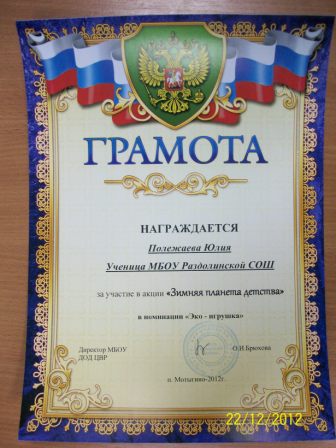 ГРАМОТА
НАГРАЖДАЕТСЯ
Полежаева Юлия
Ученица МБОУ Раздолинской СОШ
за участие в акции «Зимняя планета детства»
в номинации «Эко - игрушка»
Директор МБОУ
ДОД ЦВР
О.И Брюхова
п. Мотыгино-2012г.
22/12/2012